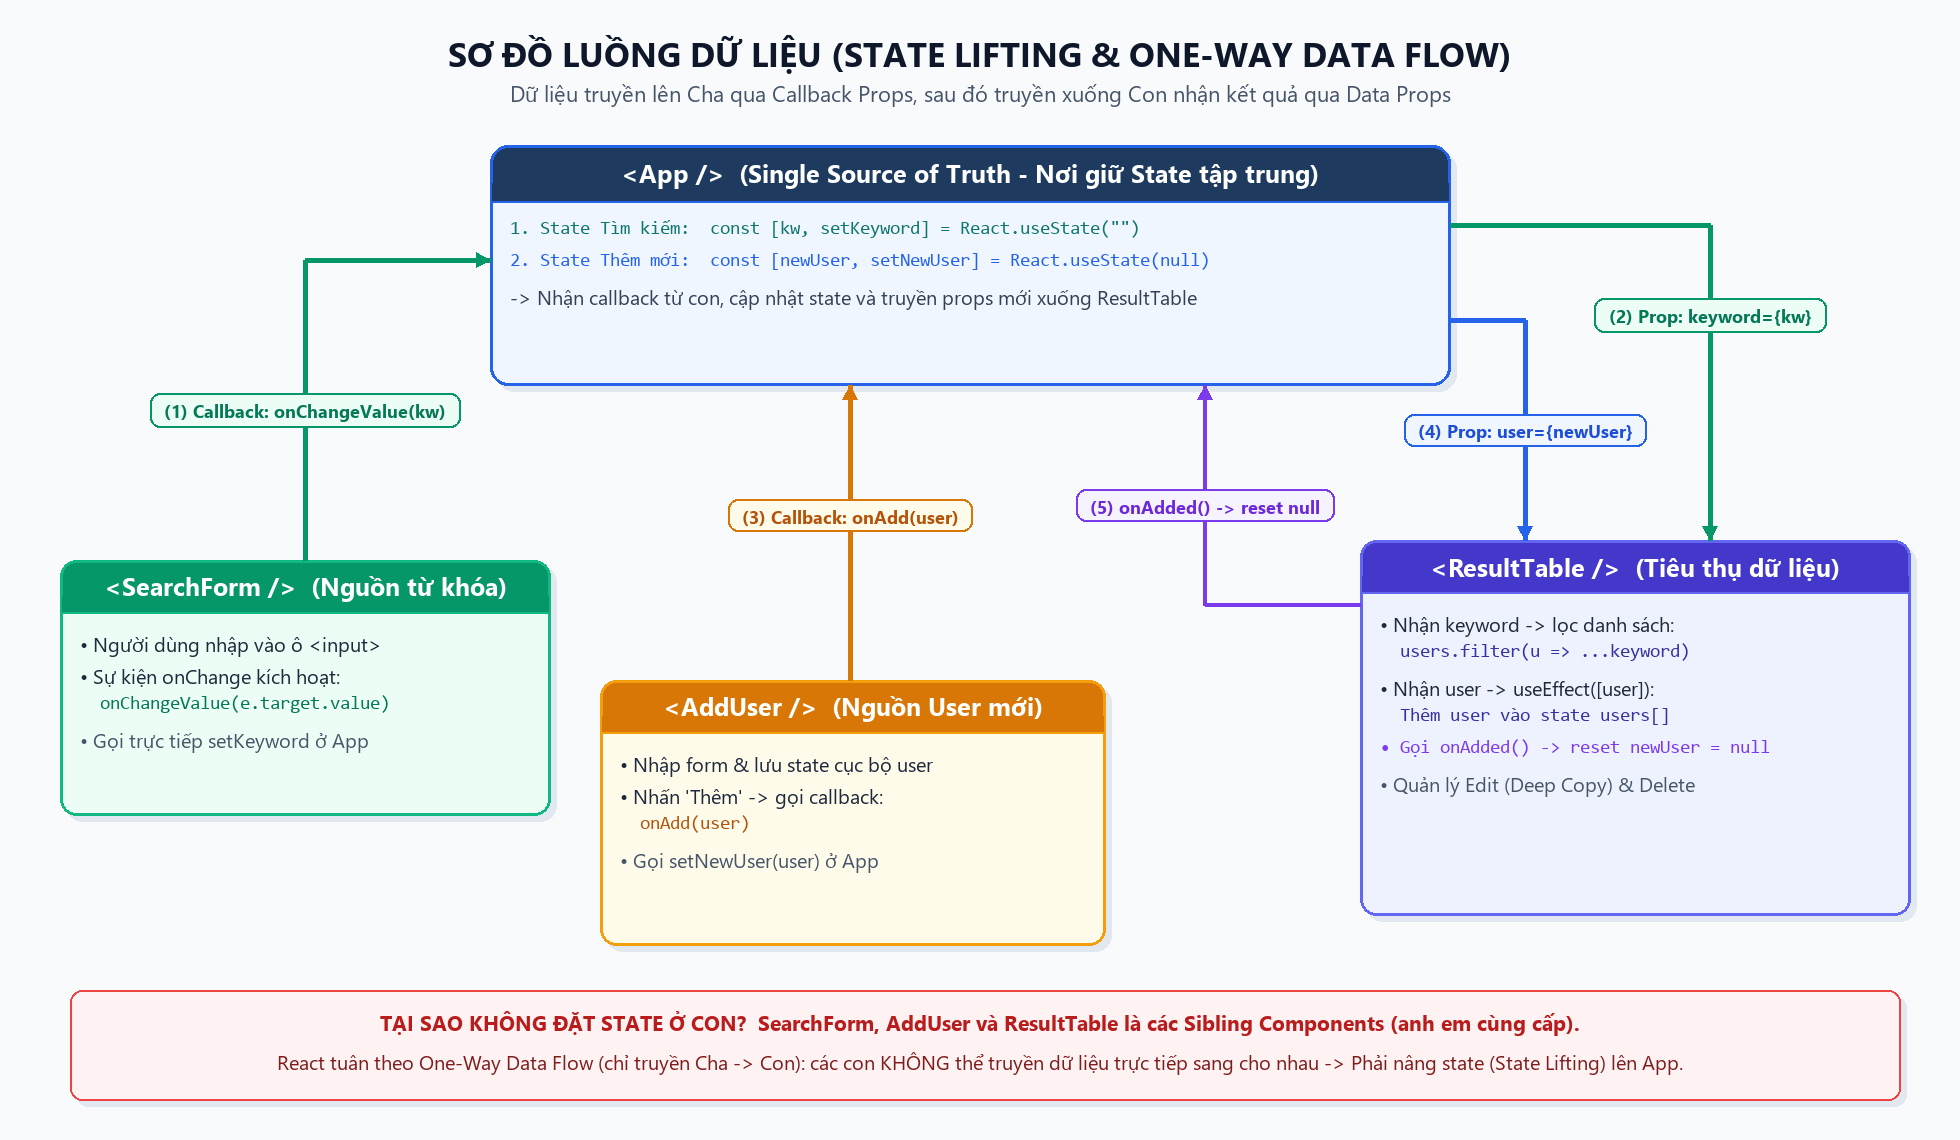 SƠ ĐỒ LUỒNG DỮ LIỆU (STATE LIFTING & ONE-WAY DATA FLOW)
Dữ liệu truyền lên Cha qua Callback Props, sau đó truyền xuống Con nhận kết quả qua Data Props
<App />  (Single Source of Truth - Nơi giữ State tập trung)
1. State Tìm kiếm:  const [kw, setKeyword] = React.useState("")
2. State Thêm mới:  const [newUser, setNewUser] = React.useState(null)
-> Nhận callback từ con, cập nhật state và truyền props mới xuống ResultTable
(2) Prop: keyword={kw}
(1) Callback: onChangeValue(kw)
(4) Prop: user={newUser}
(3) Callback: onAdd(user)
(5) onAdded() -> reset null
<SearchForm />  (Nguồn từ khóa)
• Người dùng nhập vào ô <input>
• Sự kiện onChange kích hoạt:
onChangeValue(e.target.value)
• Gọi trực tiếp setKeyword ở App
<AddUser />  (Nguồn User mới)
• Nhập form & lưu state cục bộ user
• Nhấn 'Thêm' -> gọi callback:
onAdd(user)
• Gọi setNewUser(user) ở App
<ResultTable />  (Tiêu thụ dữ liệu)
• Nhận keyword -> lọc danh sách:
users.filter(u => ...keyword)
• Nhận user -> useEffect([user]):
Thêm user vào state users[]
• Gọi onAdded() -> reset newUser = null
• Quản lý Edit (Deep Copy) & Delete
TẠI SAO KHÔNG ĐẶT STATE Ở CON?  SearchForm, AddUser và ResultTable là các Sibling Components (anh em cùng cấp).
React tuân theo One-Way Data Flow (chỉ truyền Cha -> Con): các con KHÔNG thể truyền dữ liệu trực tiếp sang cho nhau -> Phải nâng state (State Lifting) lên App.